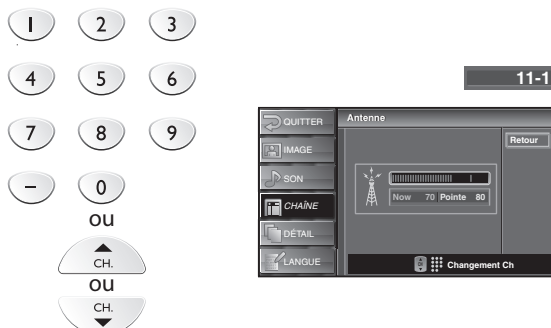 1 2 3
4 5 6
7 8 9
– 0
ou
CH.
ou
CH.
11-1
QUITTER
IMAGE
SON
CHAÎNE
DÉTAIL
LANGUE
Antenne
Retour
Now 70 Pointe 80
Changement Ch